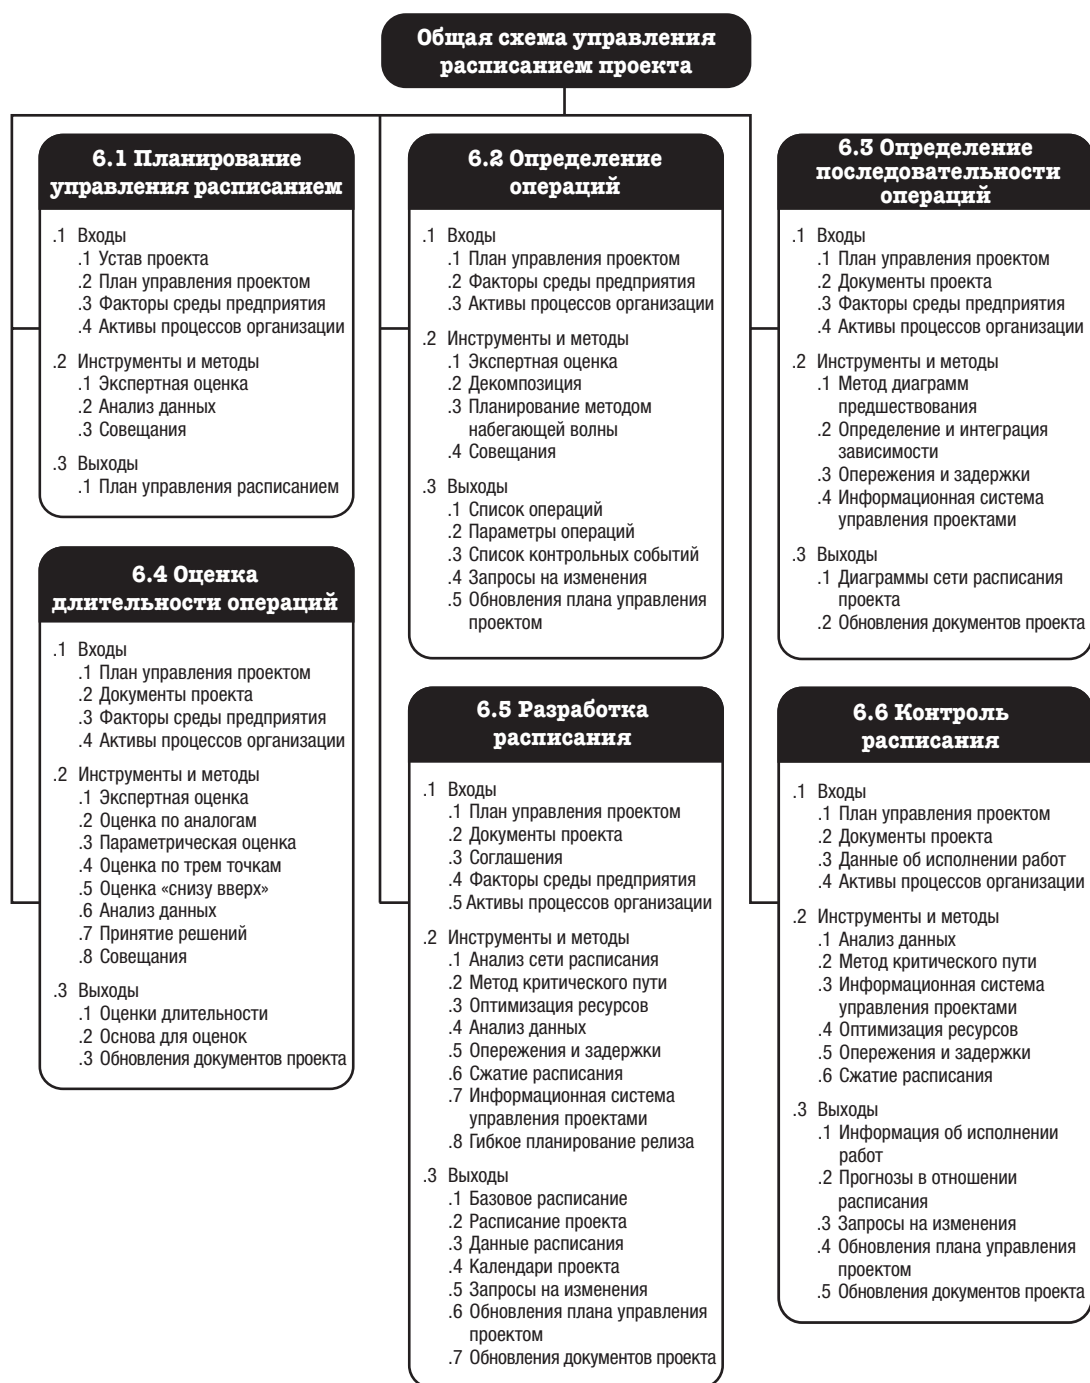 Общая схема управления
расписанием проекта
6.1 Планирование
управления расписанием
.1 Входы
.1 Устав проекта
.2 План управления проектом
.3 Факторы среды предприятия
.4 Активы процессов организации
.2 Инструменты и методы
.1 Экспертная оценка
.2 Анализ данных
.3 Совещания
.3 Выходы
.1 План управления расписанием
6.2 Определение
операций
.1 Входы
.1 План управления проектом
.2 Факторы среды предприятия
.3 Активы процессов организации
.2 Инструменты и методы
.1 Экспертная оценка
.2 Декомпозиция
.3 Планирование методом
набегающей волны
.4 Совещания
.3 Выходы
.1 Список операций
.2 Параметры операций
.3 Список контрольных событий
.4 Запросы на изменения
.5 Обновления плана управления
проектом
6.3 Определение
последовательности
операций
.1 Входы
.1 План управления проектом
.2 Документы проекта
.3 Факторы среды предприятия
.4 Активы процессов организации
.2 Инструменты и методы
.1 Метод диаграмм
предшествования
.2 Определение и интеграция
зависимости
.3 Опережения и задержки
.4 Информационная система
управления проектами
.3 Выходы
.1 Диаграммы сети расписания
проекта
.2 Обновления документов проекта
6.4 Оценка
длительности операций
.1 Входы
.1 План управления проектом
.2 Документы проекта
.3 Факторы среды предприятия
.4 Активы процессов организации
.2 Инструменты и методы
.1 Экспертная оценка
.2 Оценка по аналогам
.3 Параметрическая оценка
.4 Оценка по трем точкам
.5 Оценка «снизу вверх»
.6 Анализ данных
.7 Принятие решений
.8 Совещания
.3 Выходы
.1 Оценки длительности
.2 Основа для оценок
.3 Обновления документов проекта
6.5 Разработка
расписания
.1 Входы
.1 План управления проектом
.2 Документы проекта
.3 Соглашения
.4 Факторы среды предприятия
.5 Активы процессов организации
.2 Инструменты и методы
.1 Анализ сети расписания
.2 Метод критического пути
.3 Оптимизация ресурсов
.4 Анализ данных
.5 Опережения и задержки
.6 Сжатие расписания
.7 Информационная система
управления проектами
.8 Гибкое планирование релиза
.3 Выходы
.1 Базовое расписание
.2 Расписание проекта
.3 Данные расписания
.4 Календари проекта
.5 Запросы на изменения
.6 Обновления плана управления
проектом
.7 Обновления документов проекта
6.6 Контроль
расписания
.1 Входы
.1 План управления проектом
.2 Документы проекта
.3 Данные об исполнении работ
.4 Активы процессов организации
.2 Инструменты и методы
.1 Анализ данных
.2 Метод критического пути
.3 Информационная система
управления проектами
.4 Оптимизация ресурсов
.5 Опережения и задержки
.6 Сжатие расписания
.3 Выходы
.1 Информация об исполнении
работ
.2 Прогнозы в отношении
расписания
.3 Запросы на изменения
.4 Обновления плана управления
проектом
.5 Обновления документов проекта